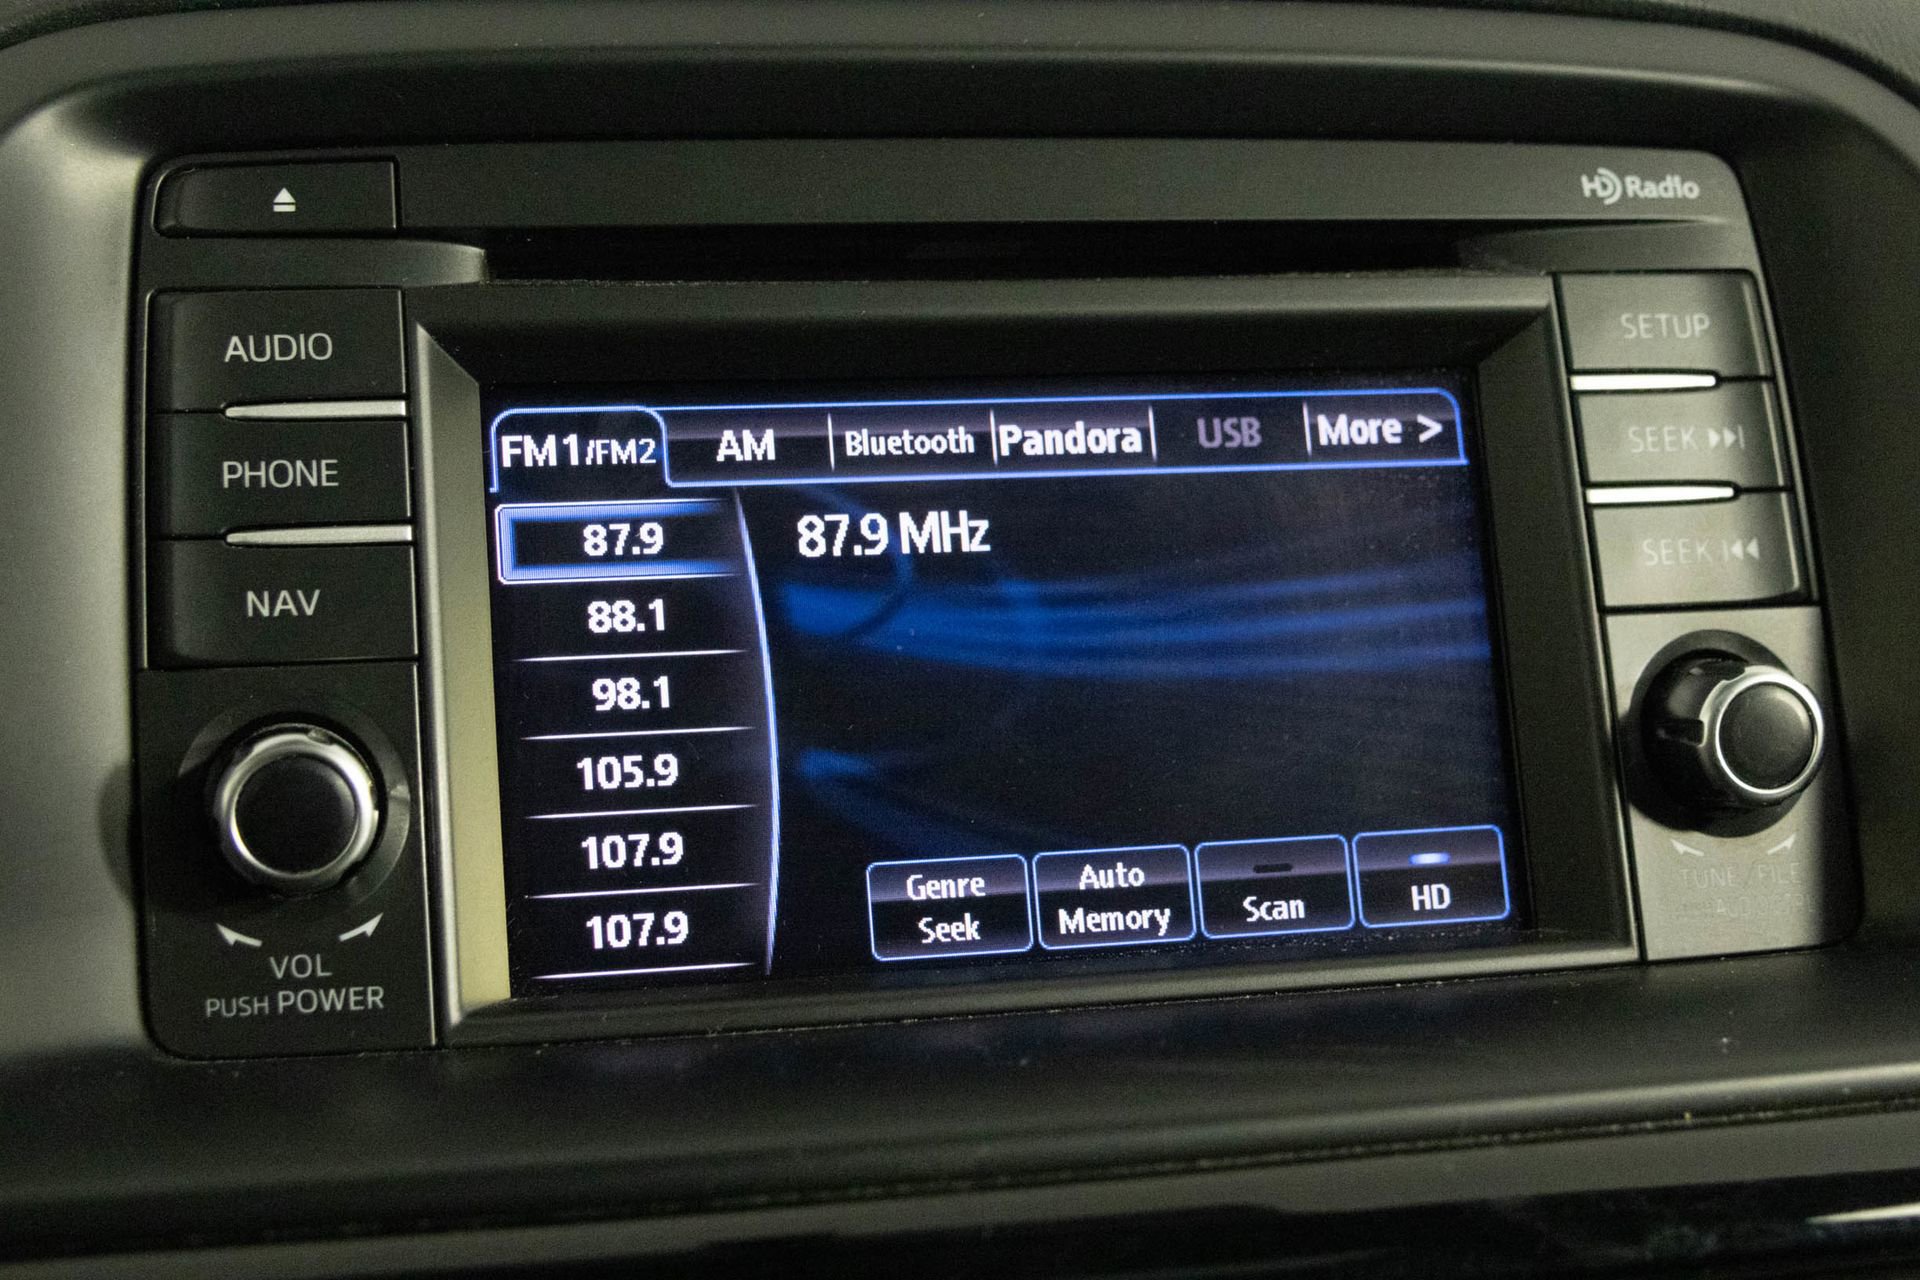 HD Radio
AUDIO
PHONE
NAV
VOL
PUSH POWER
FM1/FM2
AM
Bluetooth
Pandora
USB
More >
87.9
88.1
98.1
105.9
107.9
107.9
87.9 MHz
Genre
Seek
Auto
Memory
Scan
HD
SETUP
SEEK
SEEK
TUNE/FILE